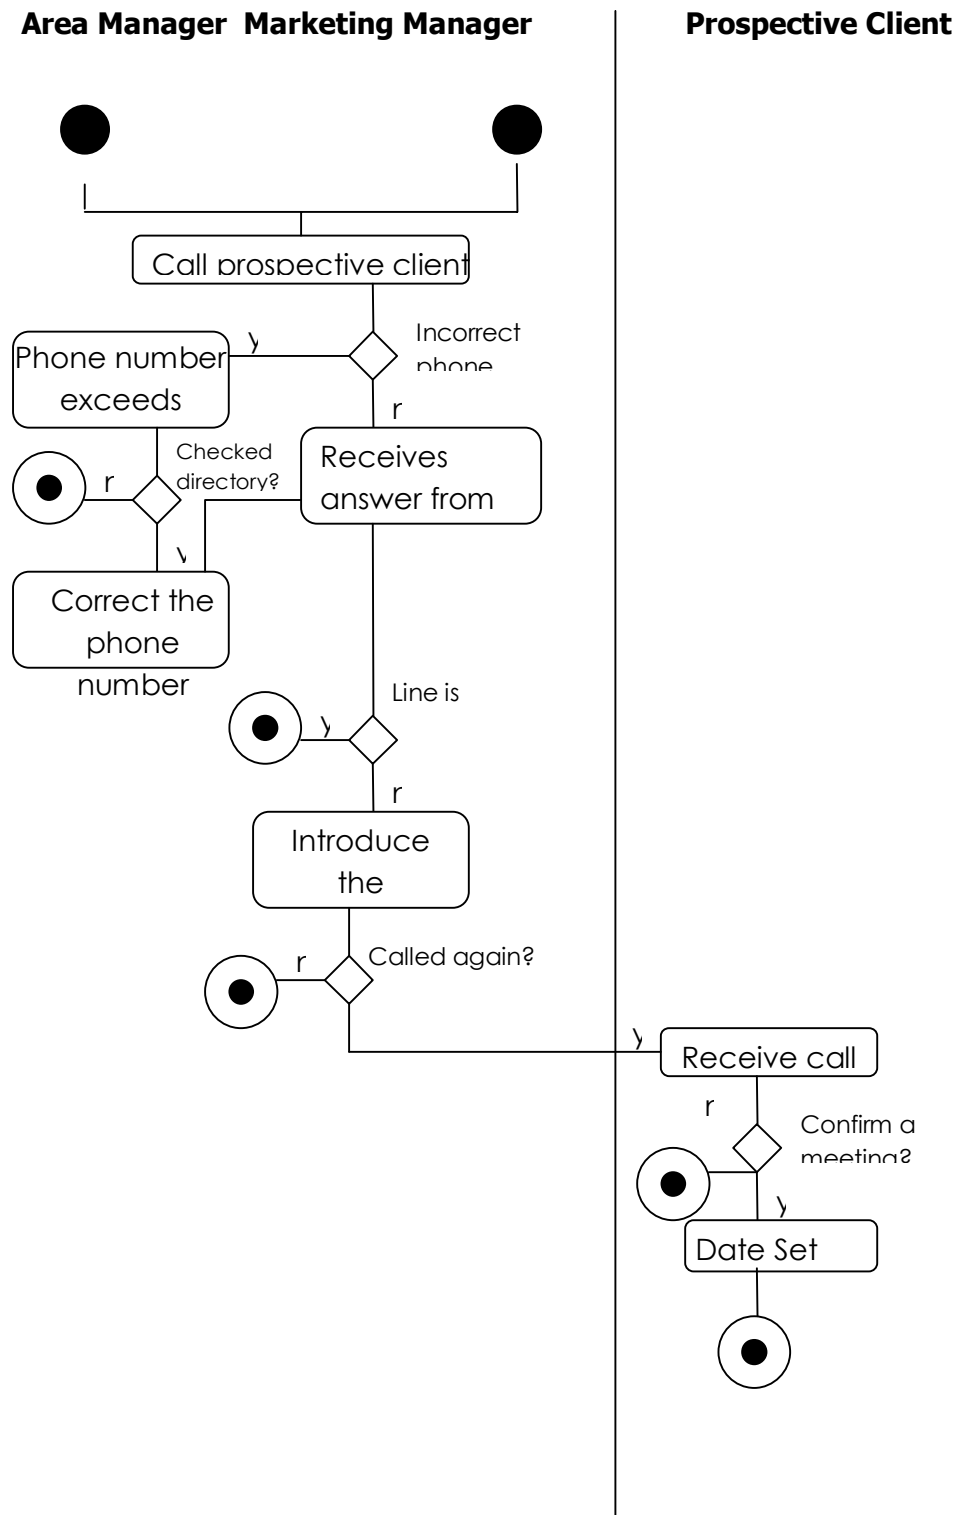 Area Manager Marketing Manager
Prospective Client
Call prospective client
Incorrect
phone
y
Phone number
exceeds
r
Receives
answer from
Checked
directory?
r
y
Correct the
phone
number
Line is
y
r
Introduce
the
Called again?
r
y
Receive call
r
Confirm a
meeting?
y
Date Set